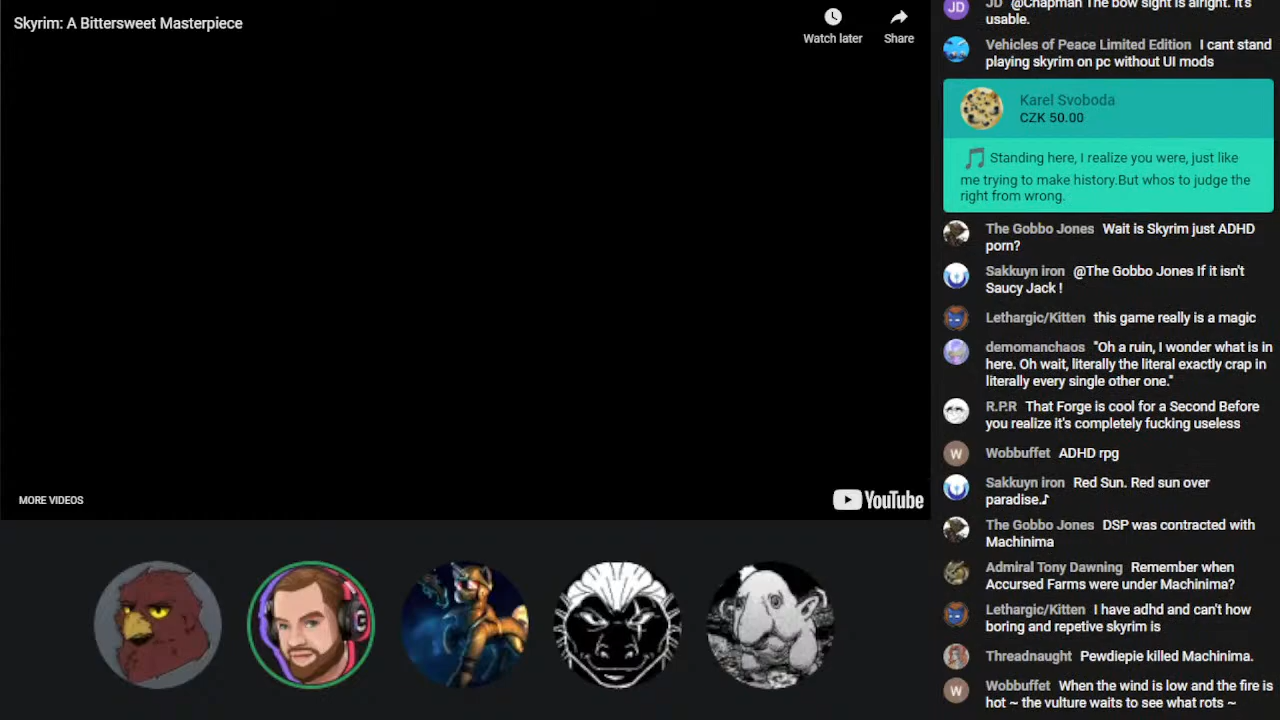 Skyrim: A Bittersweet Masterpiece
Watch later
Share
MORE VIDEOS
YouTube
JD @Chapman The bow sight is alright. It's
usable.
Vehicles of Peace Limited Edition I cant stand
playing skyrim on pc without UI mods
Karel Svoboda
CZK 50.00
🎵 Standing here, I realize you were, just like
me trying to make history.But whos to judge the
right from wrong.
The Gobbo Jones Wait is Skyrim just ADHD
porn?
Sakkuyn iron @The Gobbo Jones If it isn't
Saucy Jack !
Lethargic/Kitten this game really is a magic
demomanchaos "Oh a ruin, I wonder what is in
here. Oh wait, literally the literal exactly crap in
literally every single other one."
R.P.R That Forge is cool for a Second Before
you realize it's completely fucking useless
W
Wobbuffet ADHD rpg
Sakkuyn iron Red Sun. Red sun over
paradise.♪
The Gobbo Jones DSP was contracted with
Machinima
Admiral Tony Dawning Remember when
Accursed Farms were under Machinima?
Lethargic/Kitten I have adhd and can't how
boring and repetive skyrim is
Threadnaught Pewdiepie killed Machinima.
W
Wobbuffet When the wind is low and the fire is
hot ~ the vulture waits to see what rots ~